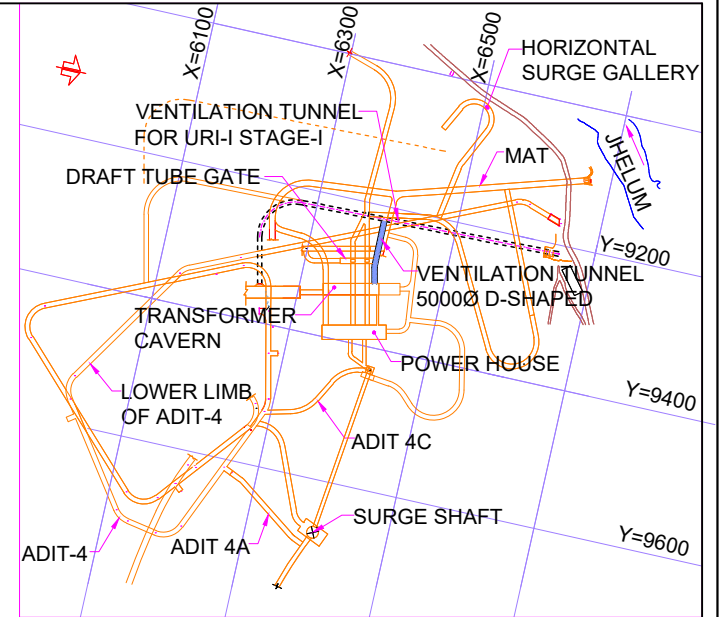 X=6100
X=6300
X=6500
HORIZONTAL
SURGE GALLERY
VENTILATION TUNNEL
FOR URI-I STAGE-I
MAT
JHELUM
DRAFT TUBE GATE
Y=9200
VENTILATION TUNNEL
5000Ø D-SHAPED
TRANSFORMER
CAVERN
POWER HOUSE
LOWER LIMB
OF ADIT-4
Y=9400
ADIT 4C
SURGE SHAFT
Y=9600
ADIT-4
ADIT 4A